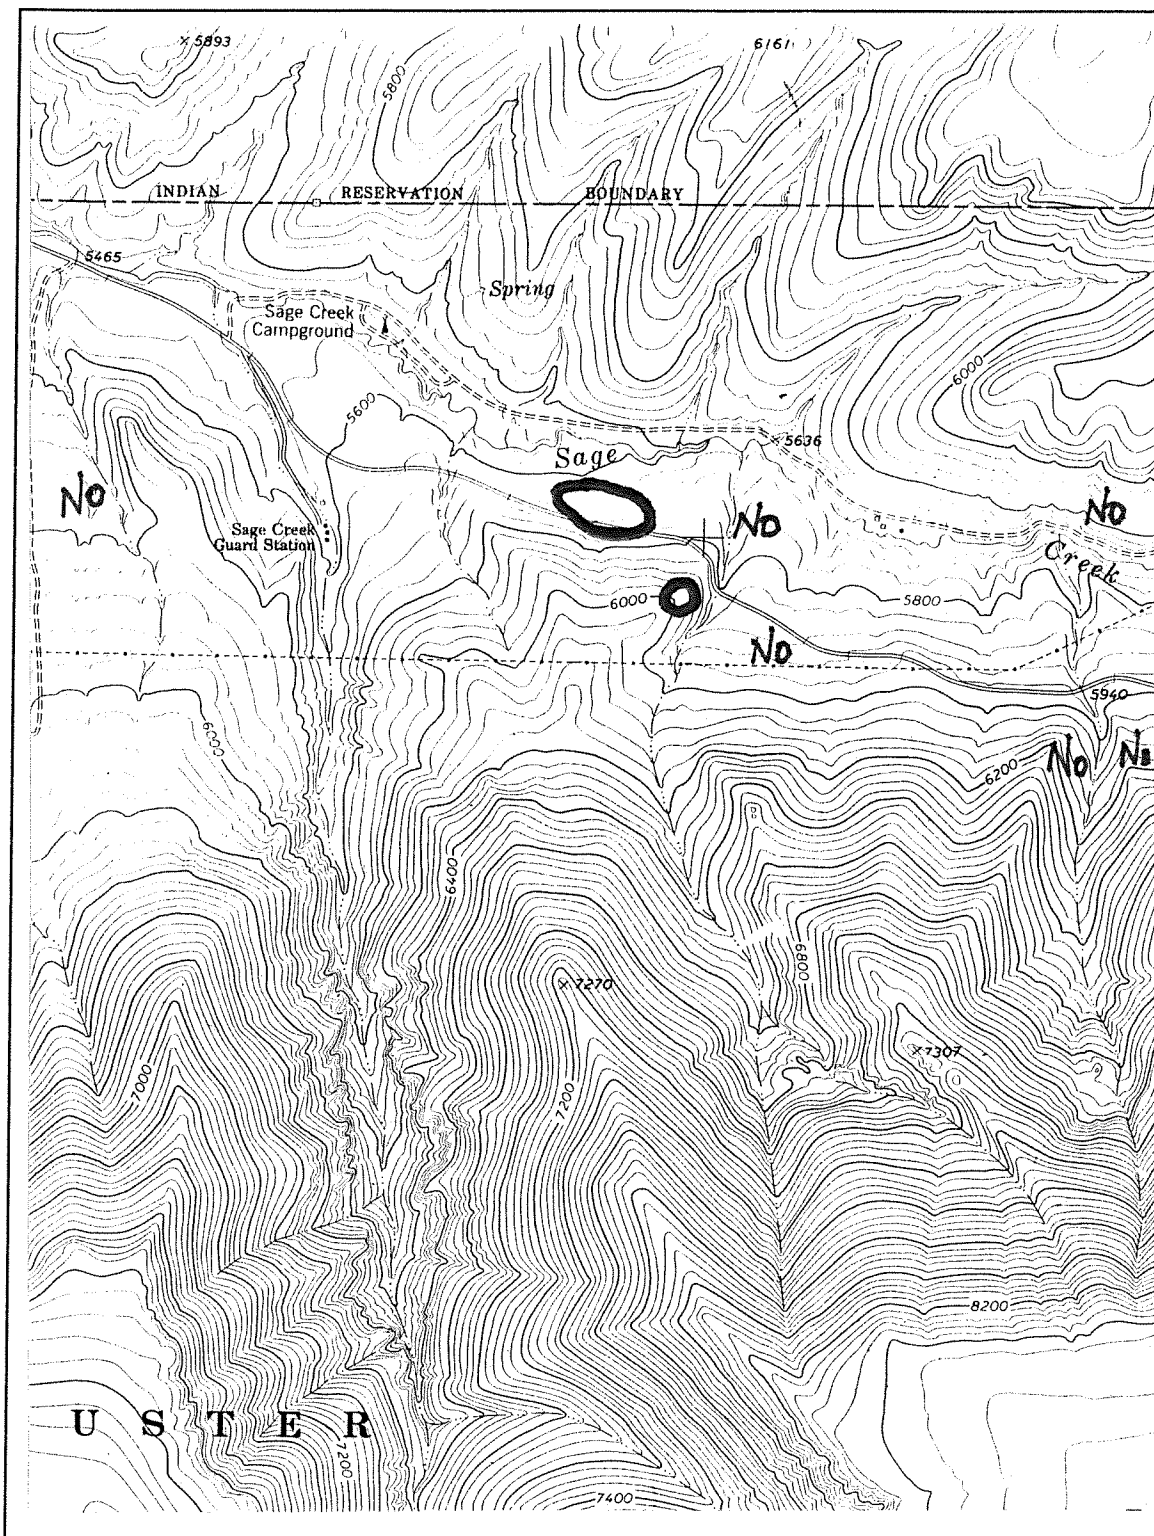 5893
6161
5800
INDIAN RESERVATION BOUNDARY
5465
Spring
Sage Creek
Campground
6000
5600
5636
Sage
No
No
No
Sage Creek
Guard Station
Creek
6000
5800
No
5940
6000
No
No
6200
6400
6800
7270
7307
7000
7200
8200
USTER
7200
7400